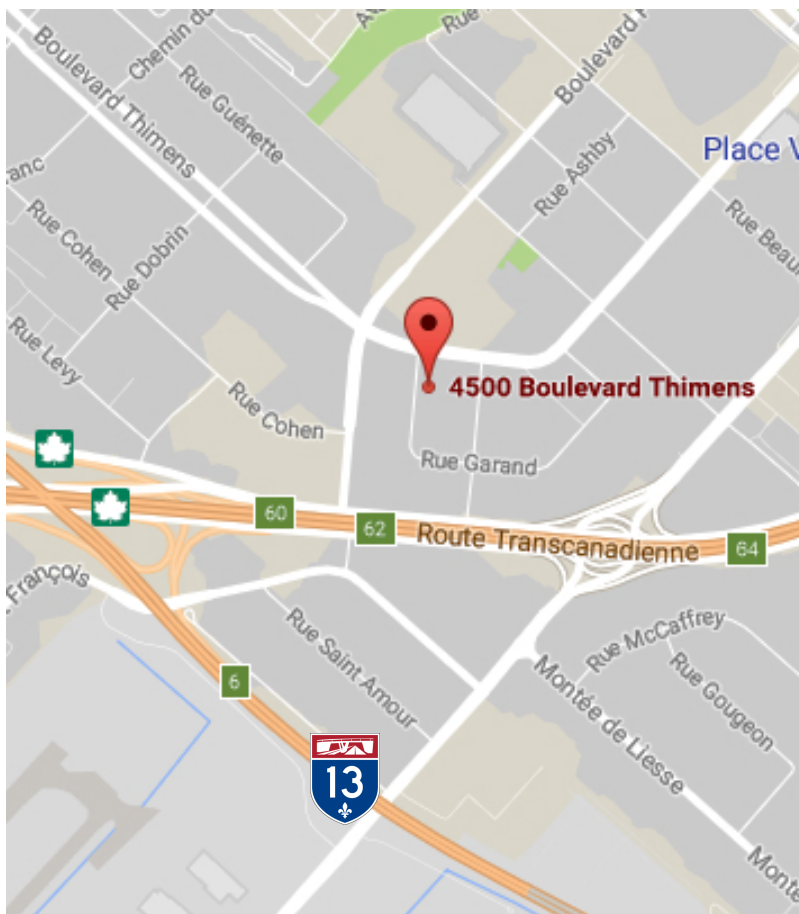 Rue
Chemin du
Boulevard Thimens
Rue Guénette
Boulevard
Place V
Rue Ashby
Rue Cohen
Rue Dobrin
Rue Beau
Rue Levy
4500 Boulevard Thimens
Rue Cohen
Rue Garand
60
62
Route Transcanadienne
64
François
Rue McCaffrey
Rue Saint Amour
Rue Gougeon
6
Montée de Liesse
13
Monté